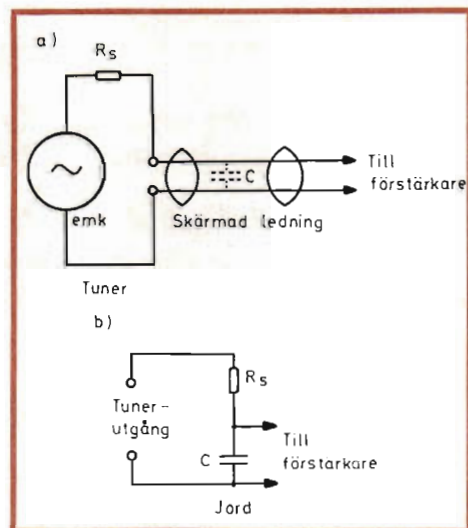 a)
Rs
emk
C
Till
förstärkare
Skärmad ledning
Tuner
b)
Rs
Tuner-
utgång
C
Till
förstärkare
Jord